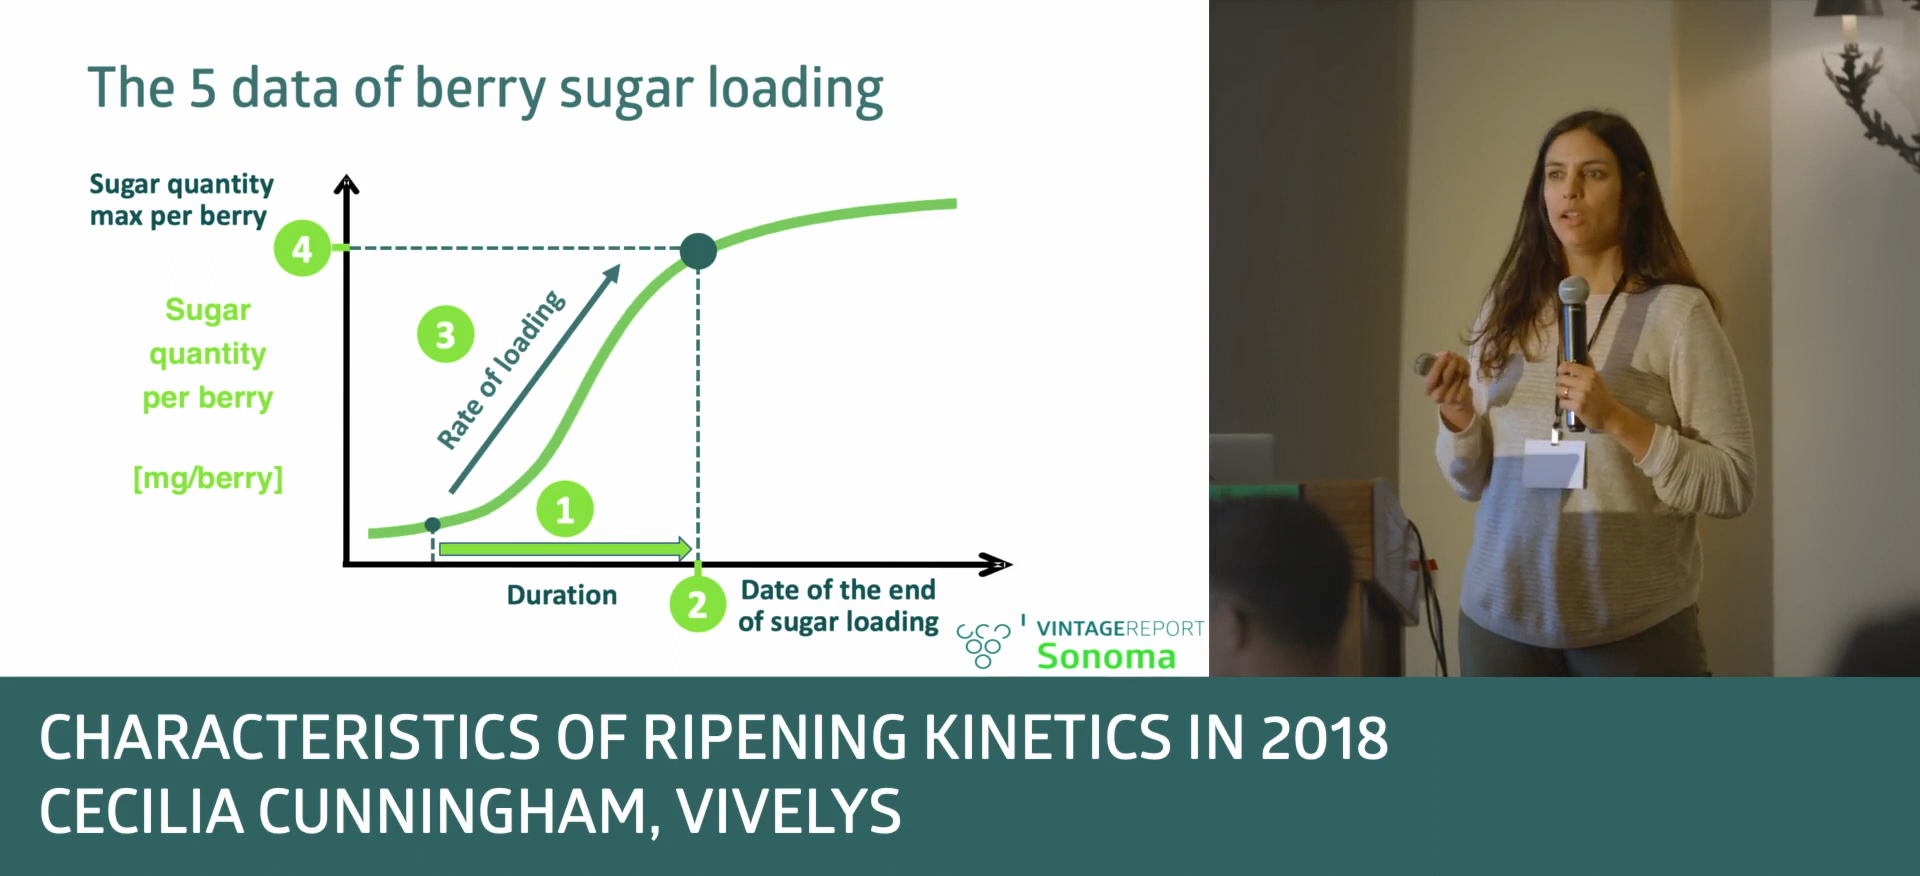 The 5 data of berry sugar loading
Sugar quantity
max per berry
4
Sugar
quantity
per berry
[mg/berry]
3
Rate of loading
1
Duration
2
Date of the end
of sugar loading
VINTAGEREPORT
Sonoma
CHARACTERISTICS OF RIPENING KINETICS IN 2018
CECILIA CUNNINGHAM, VIVELYS